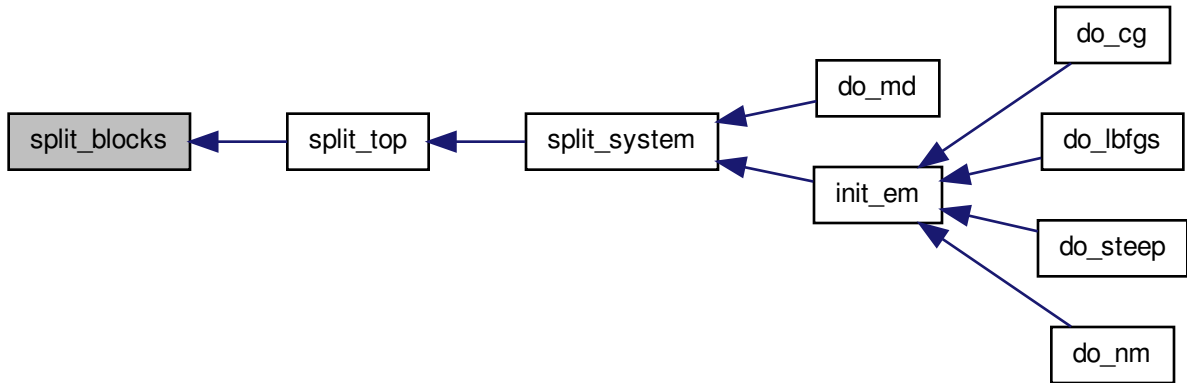 do_cg
do_md
split_blocks
split_top
split_system
do_lbfgs
init_em
do_steep
do_nm